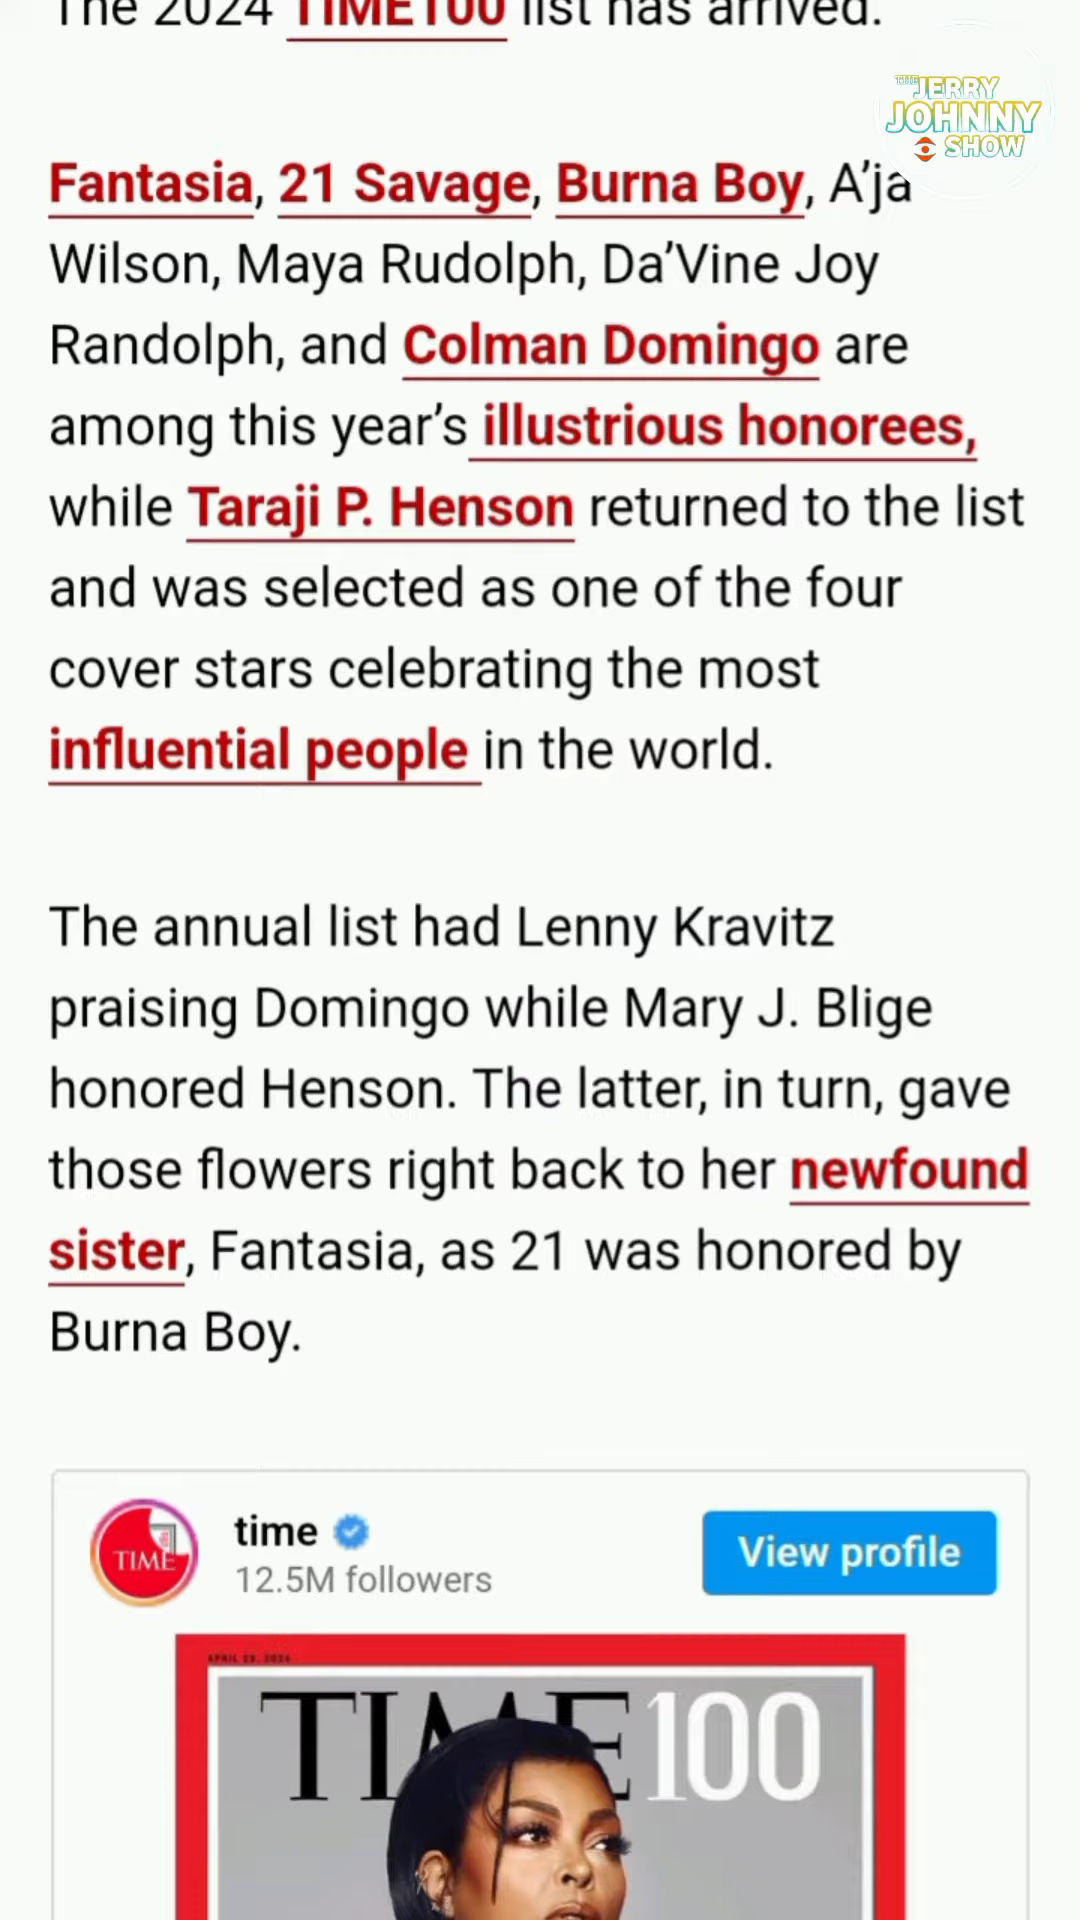 The 2024 TIME100 list has arrived.
JERRY
JOHNNY
SHOW
Fantasia, 21 Savage, Burna Boy, A’ja
Wilson, Maya Rudolph, Da’Vine Joy
Randolph, and Colman Domingo are
among this year’s illustrious honorees,
while Taraji P. Henson returned to the list
and was selected as one of the four
cover stars celebrating the most
influential people in the world.
The annual list had Lenny Kravitz
praising Domingo while Mary J. Blige
honored Henson. The latter, in turn, gave
those flowers right back to her newfound
sister, Fantasia, as 21 was honored by
Burna Boy.
TIME
time
12.5M followers
View profile
TIME100